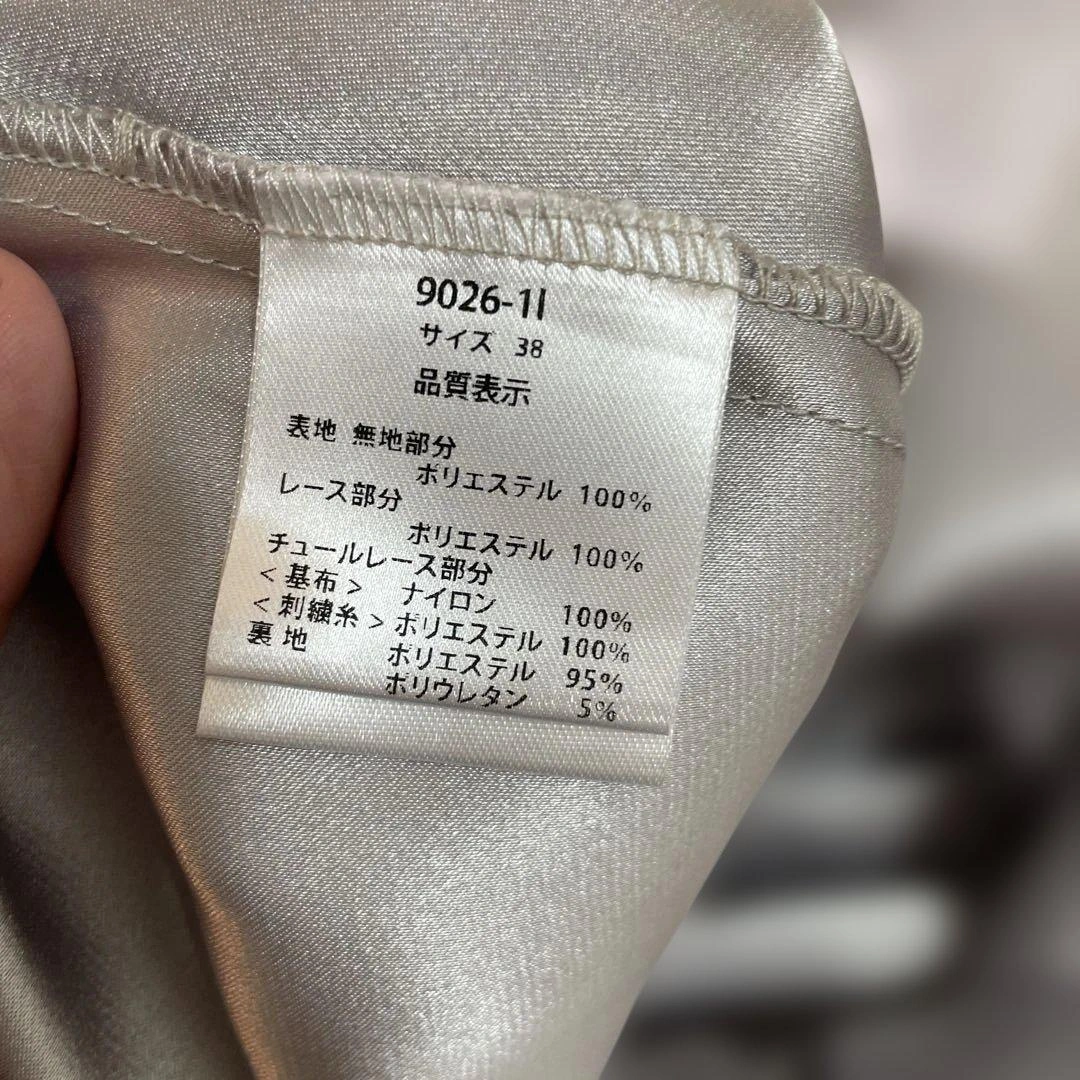 9026-1l
サイズ 38
品質表示
表地 無地部分
ポリエステル 100%
レース部分
ポリエステル 100%
チュールレース部分
<基布> ナイロン 100%
<刺繍糸> ポリエステル 100%
裏地 ポリエステル 95%
ポリウレタン 5%